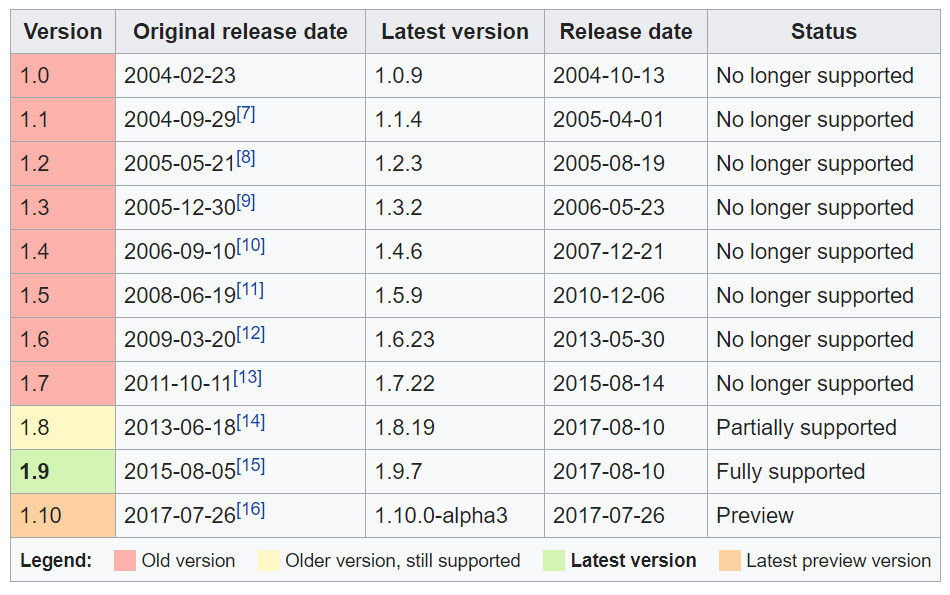 Version Original release date Latest version Release date Status
1.0 2004-02-23 1.0.9 2004-10-13 No longer supported
1.1 2004-09-29[7] 1.1.4 2005-04-01 No longer supported
1.2 2005-05-21[8] 1.2.3 2005-08-19 No longer supported
1.3 2005-12-30[9] 1.3.2 2006-05-23 No longer supported
1.4 2006-09-10[10] 1.4.6 2007-12-21 No longer supported
1.5 2008-06-19[11] 1.5.9 2010-12-06 No longer supported
1.6 2009-03-20[12] 1.6.23 2013-05-30 No longer supported
1.7 2011-10-11[13] 1.7.22 2015-08-14 No longer supported
1.8 2013-06-18[14] 1.8.19 2017-08-10 Partially supported
1.9 2015-08-05[15] 1.9.7 2017-08-10 Fully supported
1.10 2017-07-26[16] 1.10.0-alpha3 2017-07-26 Preview
Legend: Old version Older version, still supported Latest version Latest preview version